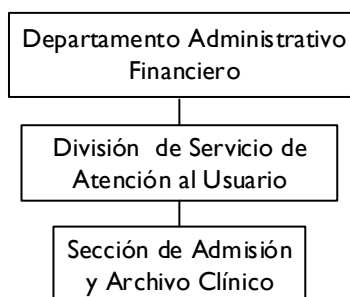 Departamento Administrativo
Financiero
División de Servicio de
Atención al Usuario
Sección de Admisión
y Archivo Clínico